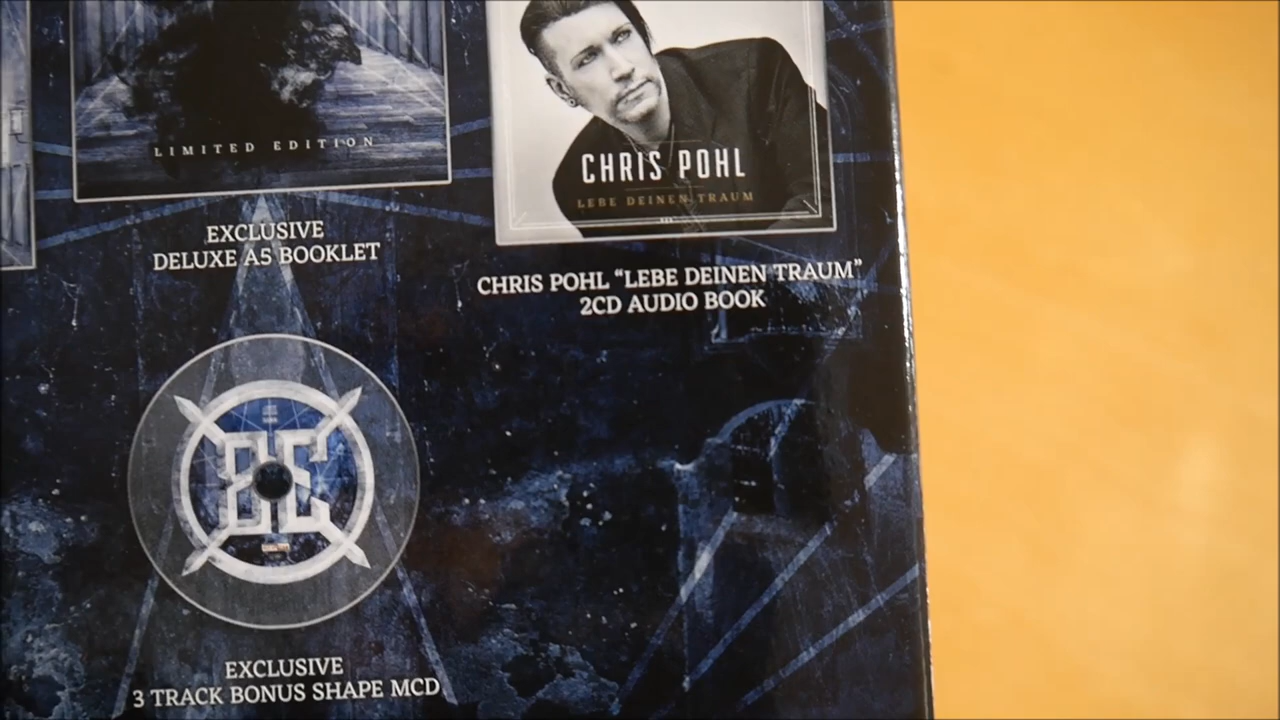 LIMITED EDITION
EXCLUSIVE
DELUXE A5 BOOKLET
CHRIS POHL
LEBE DEINEN TRAUM
CHRIS POHL “LEBE DEINEN TRAUM”
2CD AUDIO BOOK
BE
EXCLUSIVE
3 TRACK BONUS SHAPE MCD